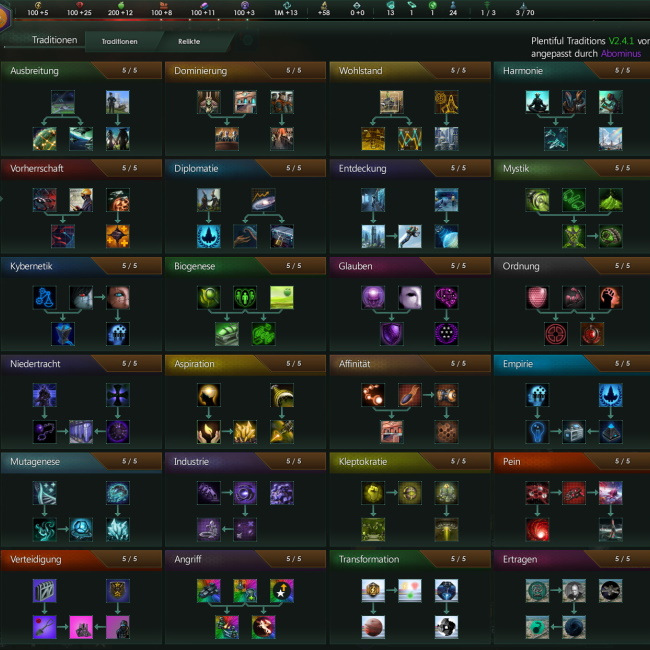 100 +5 100 +25 200 +12 100 +8 100 +11 100 +3 1M +13 +58 0 +0 13 1 1 24 1 / 3 3 / 70
Traditionen Traditionen Relikte
Plentiful Traditions V2.4.1 von
angepasst durch Abominus
Ausbreitung 5 / 5 Dominierung 5 / 5 Wohlstand 5 / 5 Harmonie 5 / 5
Vorherrschaft 5 / 5 Diplomatie 5 / 5 Entdeckung 5 / 5 Mystik 5 / 5
Kybernetik 5 / 5 Biogenese 5 / 5 Glauben 5 / 5 Ordnung 5 / 5
Niedertracht 5 / 5 Aspiration 5 / 5 Affinität 5 / 5 Empirie 5 / 5
Mutagenese 5 / 5 Industrie 5 / 5 Kleptokratie 5 / 5 Pein 5 / 5
Verteidigung 5 / 5 Angriff 5 / 5 Transformation 5 / 5 Ertragen 5 / 5